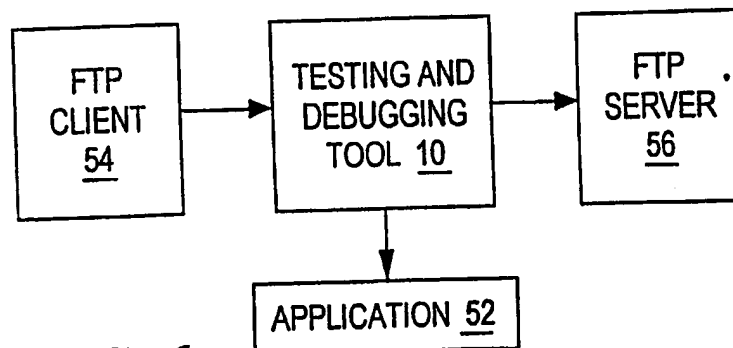 FTP
CLIENT
54
TESTING AND
DEBUGGING
TOOL 10
FTP
SERVER
56
APPLICATION 52